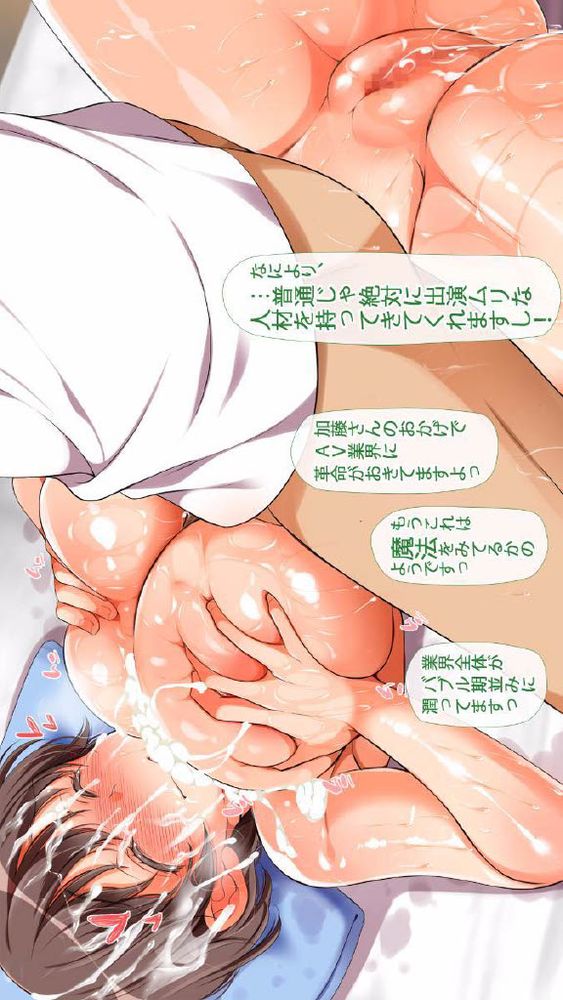 なにより、
…普通じゃ絶対に出演ムリな
人材を持ってきてくれますし！
加藤さんのおかげで
AV業界に
革命がおきてますよっ
もうこれは
魔法をみてるかの
ようですっ
業界全体が
バブル期並みに
潤ってますっ